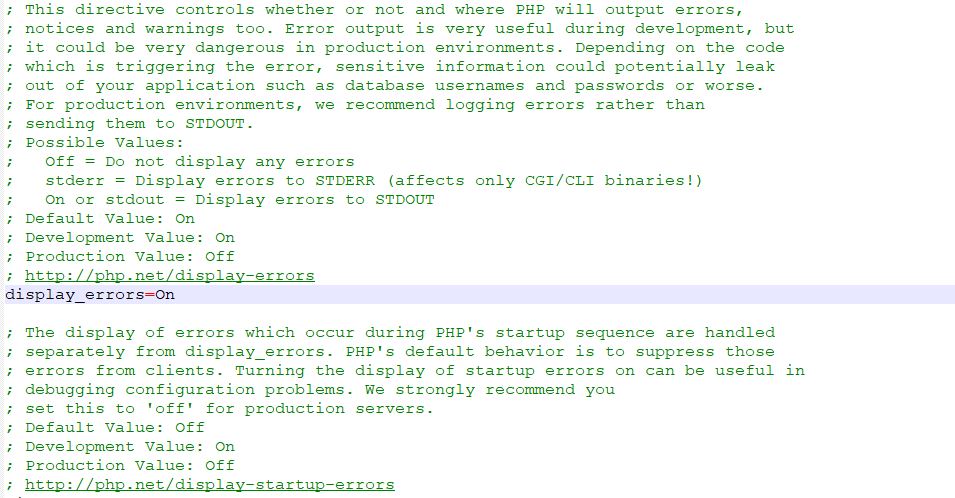 ; This directive controls whether or not and where PHP will output errors,
; notices and warnings too. Error output is very useful during development, but
; it could be very dangerous in production environments. Depending on the code
; which is triggering the error, sensitive information could potentially leak
; out of your application such as database usernames and passwords or worse.
; For production environments, we recommend logging errors rather than
; sending them to STDOUT.
; Possible Values:
;   Off = Do not display any errors
;   stderr = Display errors to STDERR (affects only CGI/CLI binaries!)
;   On or stdout = Display errors to STDOUT
; Default Value: On
; Development Value: On
; Production Value: Off
; http://php.net/display-errors
display_errors=On

; The display of errors which occur during PHP's startup sequence are handled
; separately from display_errors. PHP's default behavior is to suppress those
; errors from clients. Turning the display of startup errors on can be useful in
; debugging configuration problems. We strongly recommend you
; set this to 'off' for production servers.
; Default Value: Off
; Development Value: On
; Production Value: Off
; http://php.net/display-startup-errors